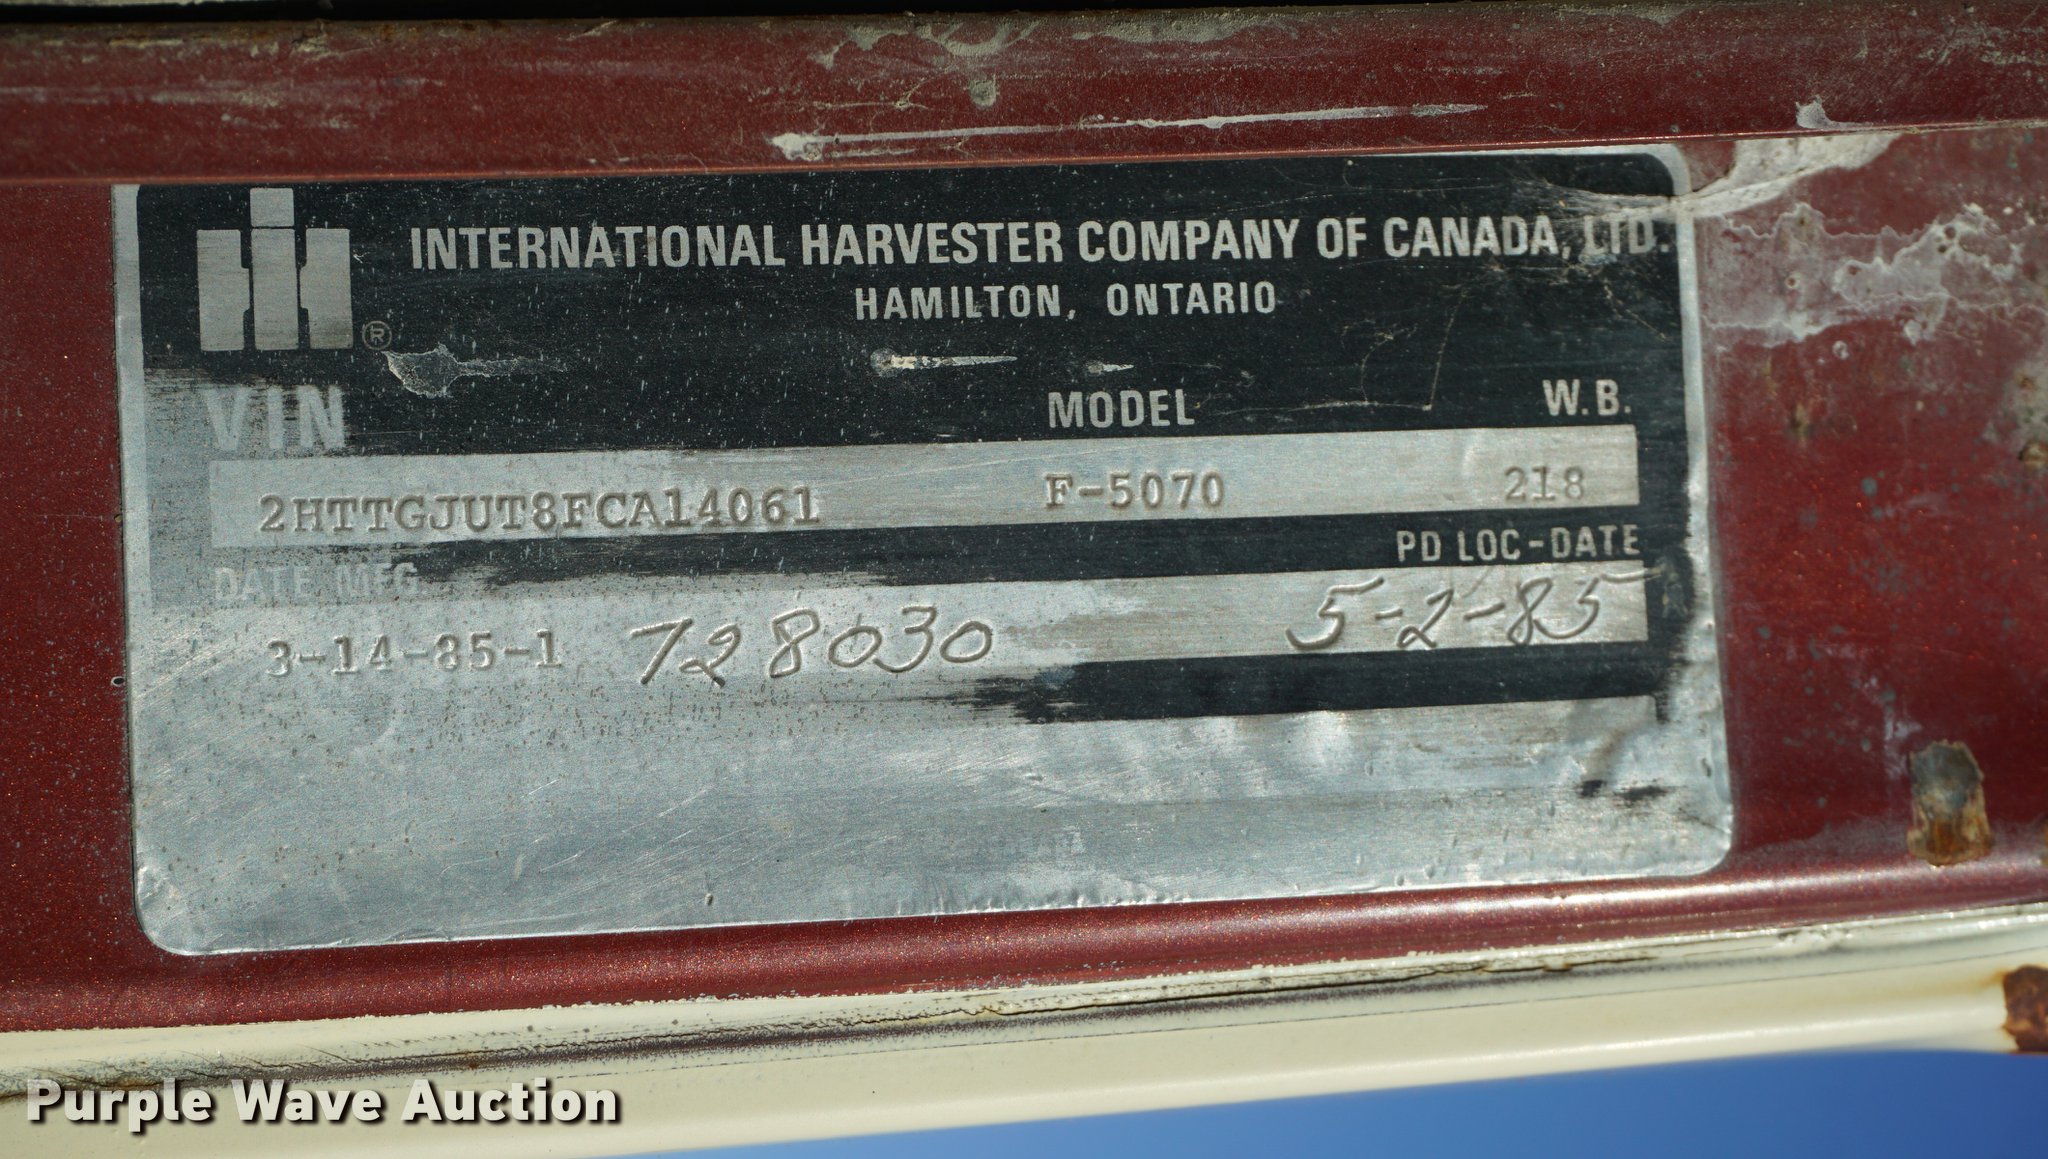 INTERNATIONAL HARVESTER COMPANY OF CANADA, LTD.
HAMILTON, ONTARIO
®
VIN MODEL W.B.
2HTTGJUT8FCA14061 F-5070 218
DATE MFG. PD LOC-DATE
3-14-85-1 728030 5-2-85
Purple Wave Auction